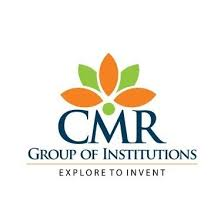 CMR
GROUP OF INSTITUTIONS
EXPLORE TO INVENT